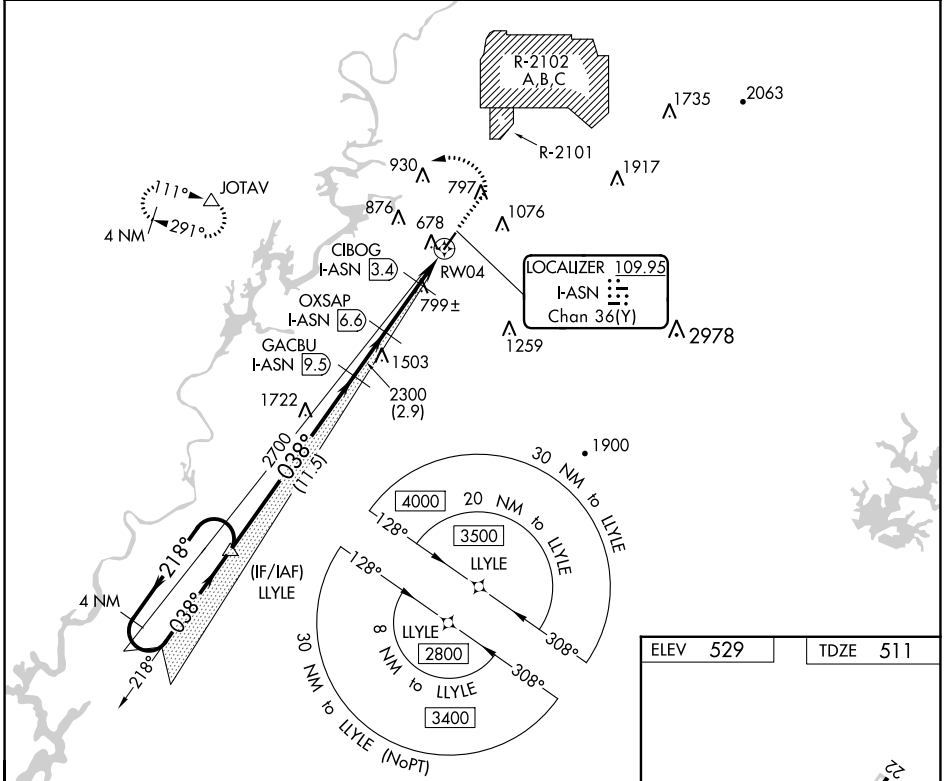 R-2102
A,B,C
R-2101
1735
2063
1917
930
797
876
678
1076
111°
JOTAV
291°
4 NM
CIBOG
I-ASN 3.4
RW04
799±
OXSAP
I-ASN 6.6
GACBU
I-ASN 9.5
1503
1722
2300
(2.9)
LOCALIZER 109.95
I-ASN
Chan 36(Y)
1259
2978
1900
2700
038°
(11.5)
218°
4 NM
038°
218°
(IF/IAF)
LLYLE
30 NM to LLYLE
4000
20 NM to LLYLE
3500
128°
LLYLE
308°
128°
LLYLE
2800
8 NM to LLYLE
308°
3400
30 NM to LLYLE (NoPT)
ELEV 529
TDZE 511
22